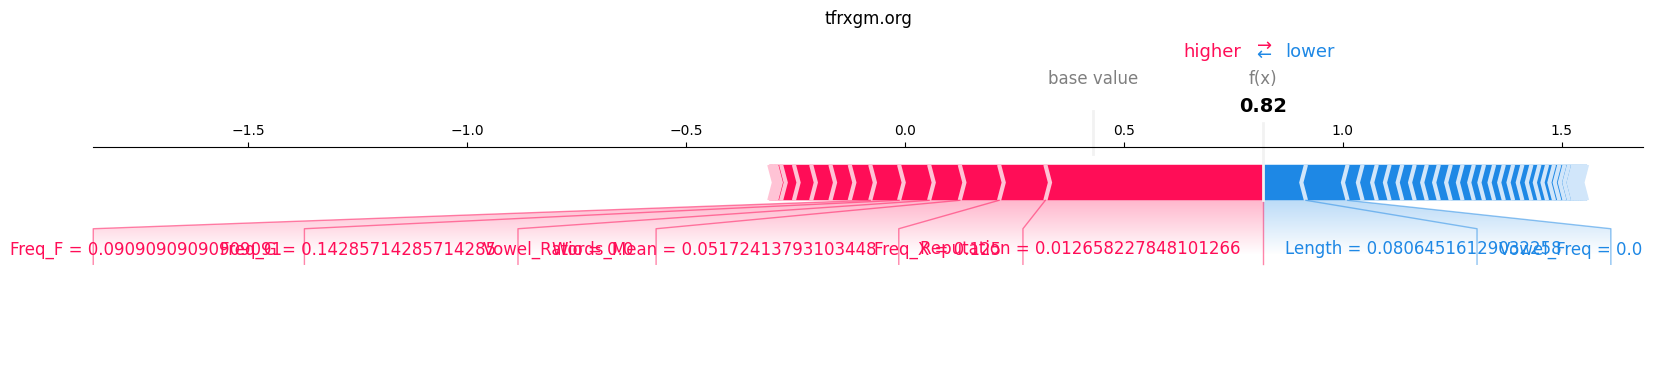 tfrxgm.org
higher ⇄ lower
base value f(x)
0.82
−1.5 −1.0 −0.5 0.0 0.5 1.0 1.5
Freq_F = 0.09090909090909091 Freq_G = 0.14285714285714285 Vowel_Ratio = 0.0 Words_Mean = 0.05172413793103448 Freq_X = 0.125 Reputation = 0.012658227848101266 Length = 0.08064516129032258 Vowel_Freq = 0.0